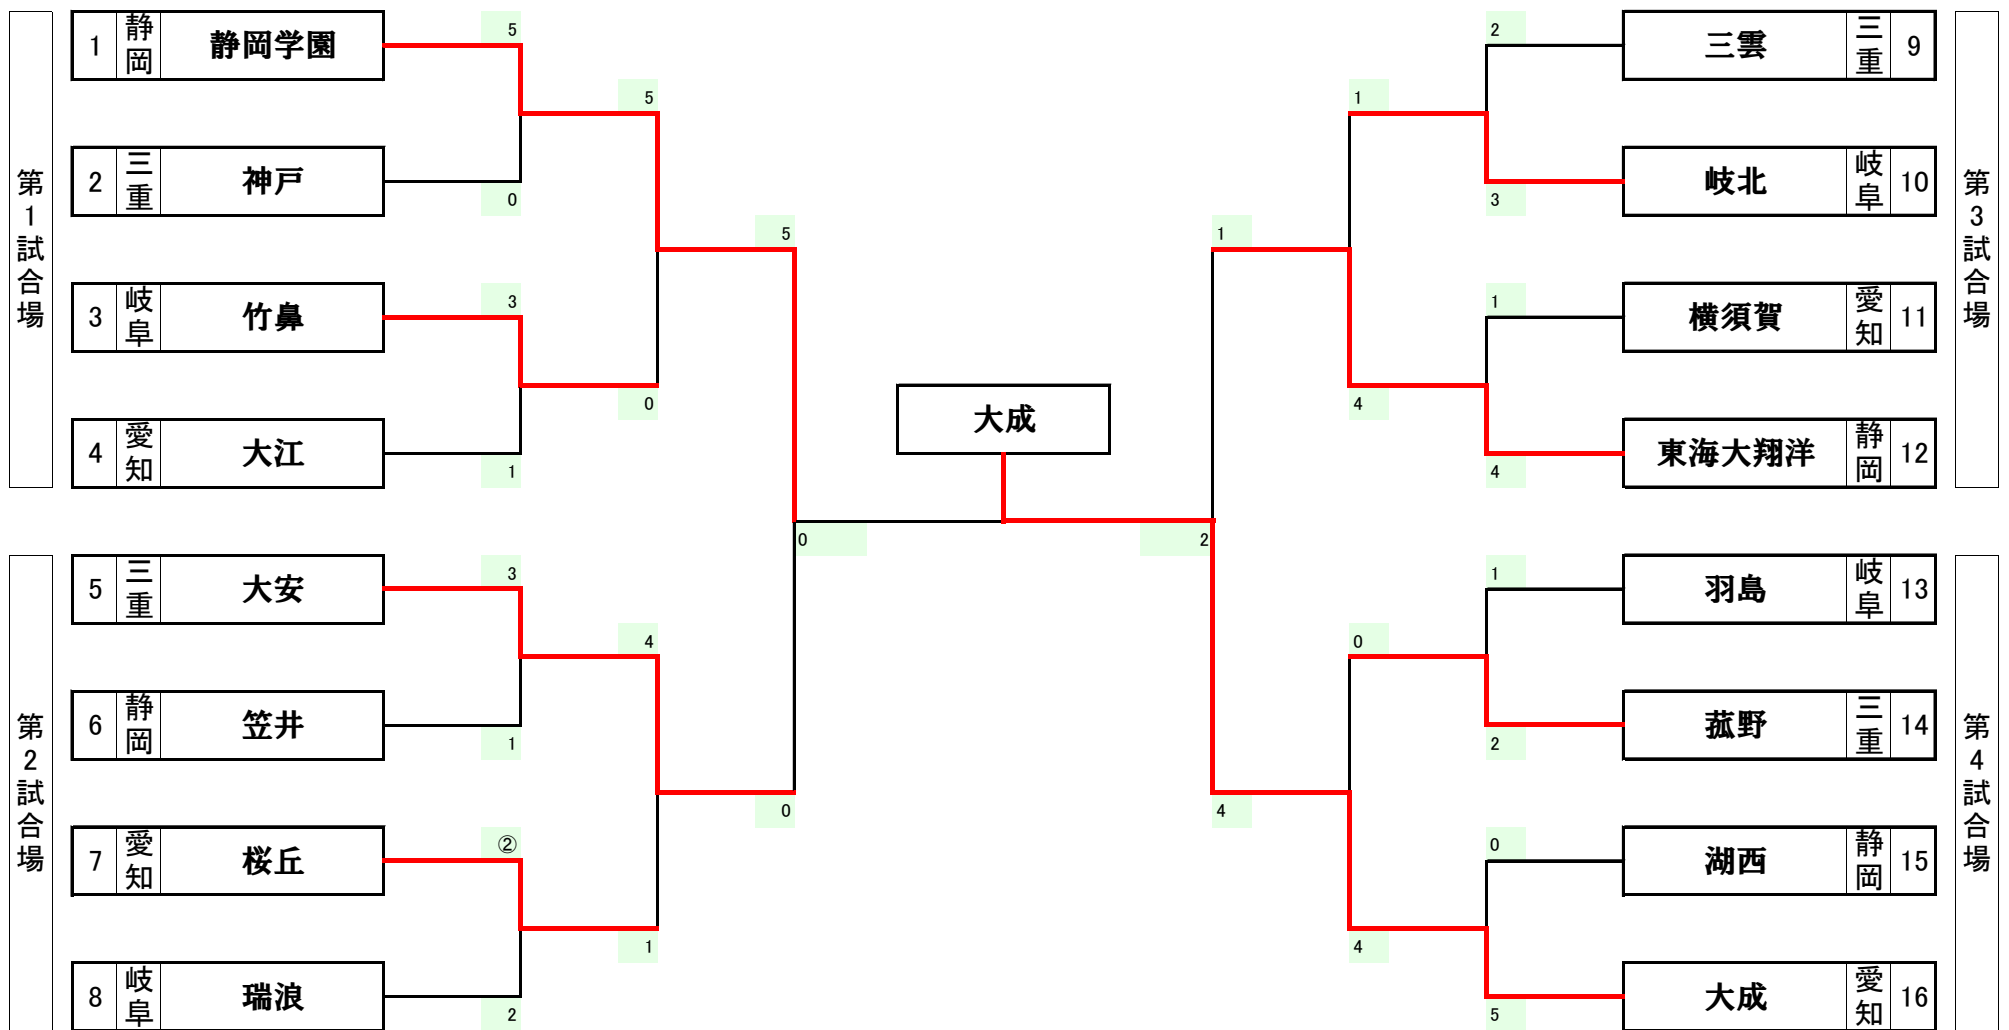 第1試合場
1 静岡 静岡学園 5
2 三重 神戸 0
3 岐阜 竹鼻 3
4 愛知 大江 1
5
0
第2試合場
5 三重 大安 3
6 静岡 笠井 1
7 愛知 桜丘 ②
8 岐阜 瑞浪 2
4
1
5
0
0
大成
2
1
4
1
4
2 三雲 三重 9
3 岐北 岐阜 10
1 横須賀 愛知 11
4 東海大翔洋 静岡 12
第3試合場
0
4
1 羽島 岐阜 13
2 菰野 三重 14
0 湖西 静岡 15
5 大成 愛知 16
第4試合場